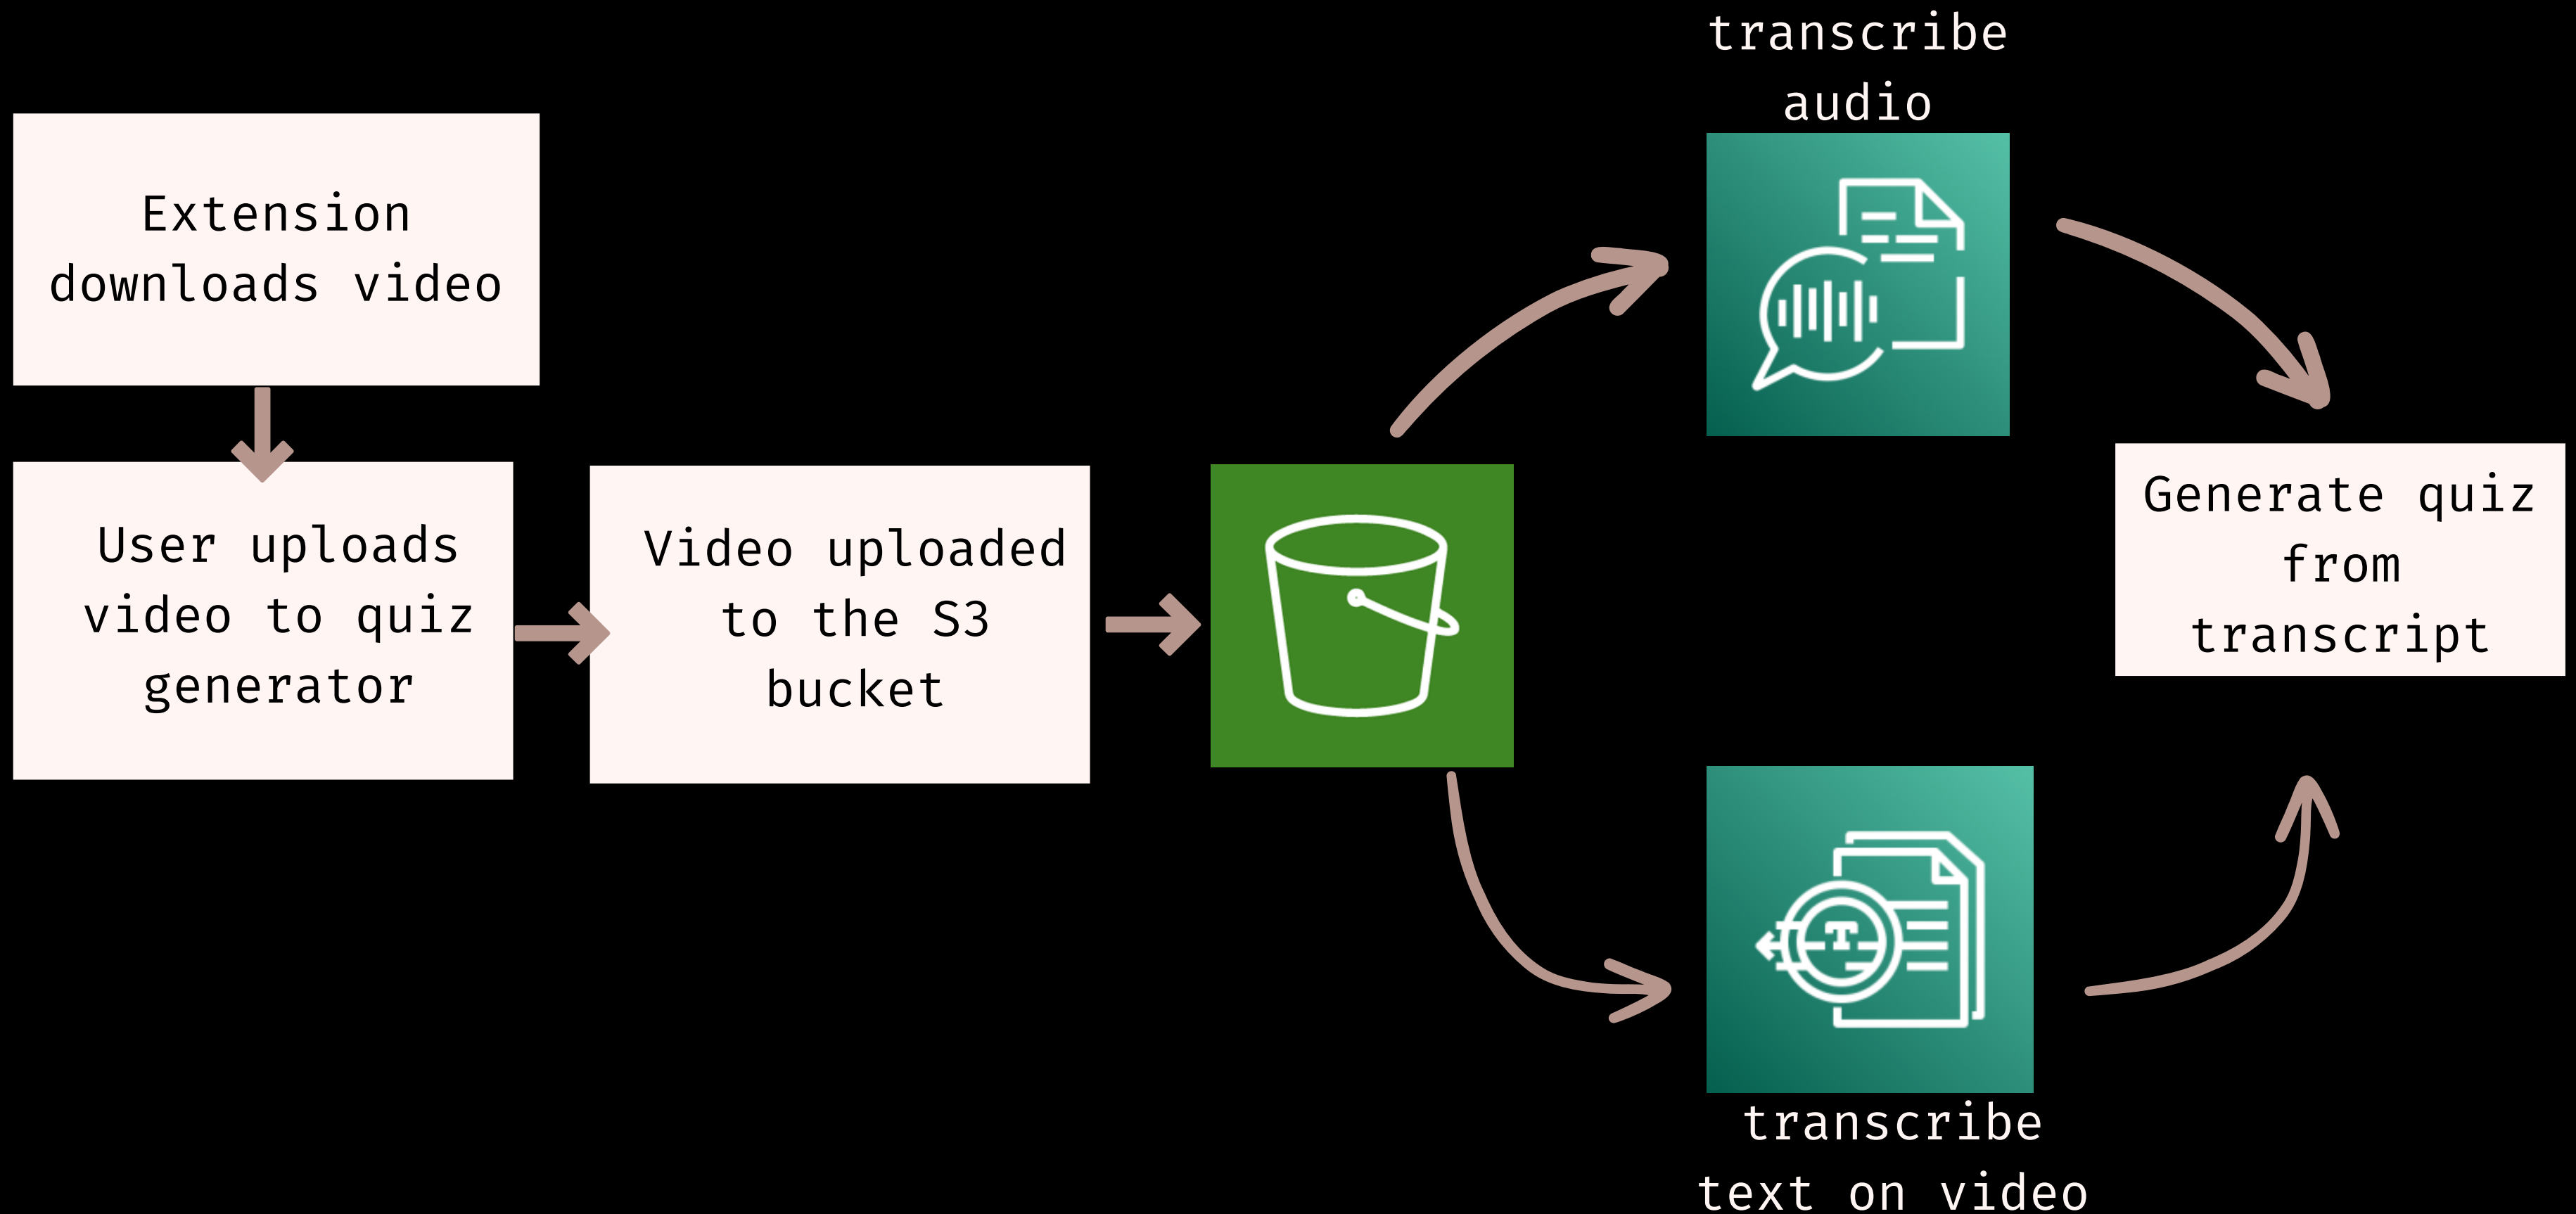 Extension
downloads video
User uploads
video to quiz
generator
Video uploaded
to the S3
bucket
transcribe
audio
T
transcribe
text on video
Generate quiz
from
transcript